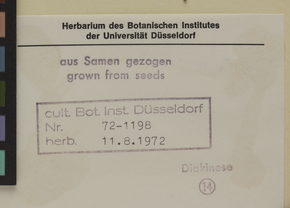 Herbarium des Botanischen Institutes
der Universität Düsseldorf
aus Samen gezogen
grown from seeds
cult. Bot. Inst. Düsseldorf
Nr. 72-1198
herb. 11.8.1972
Diakinese
14